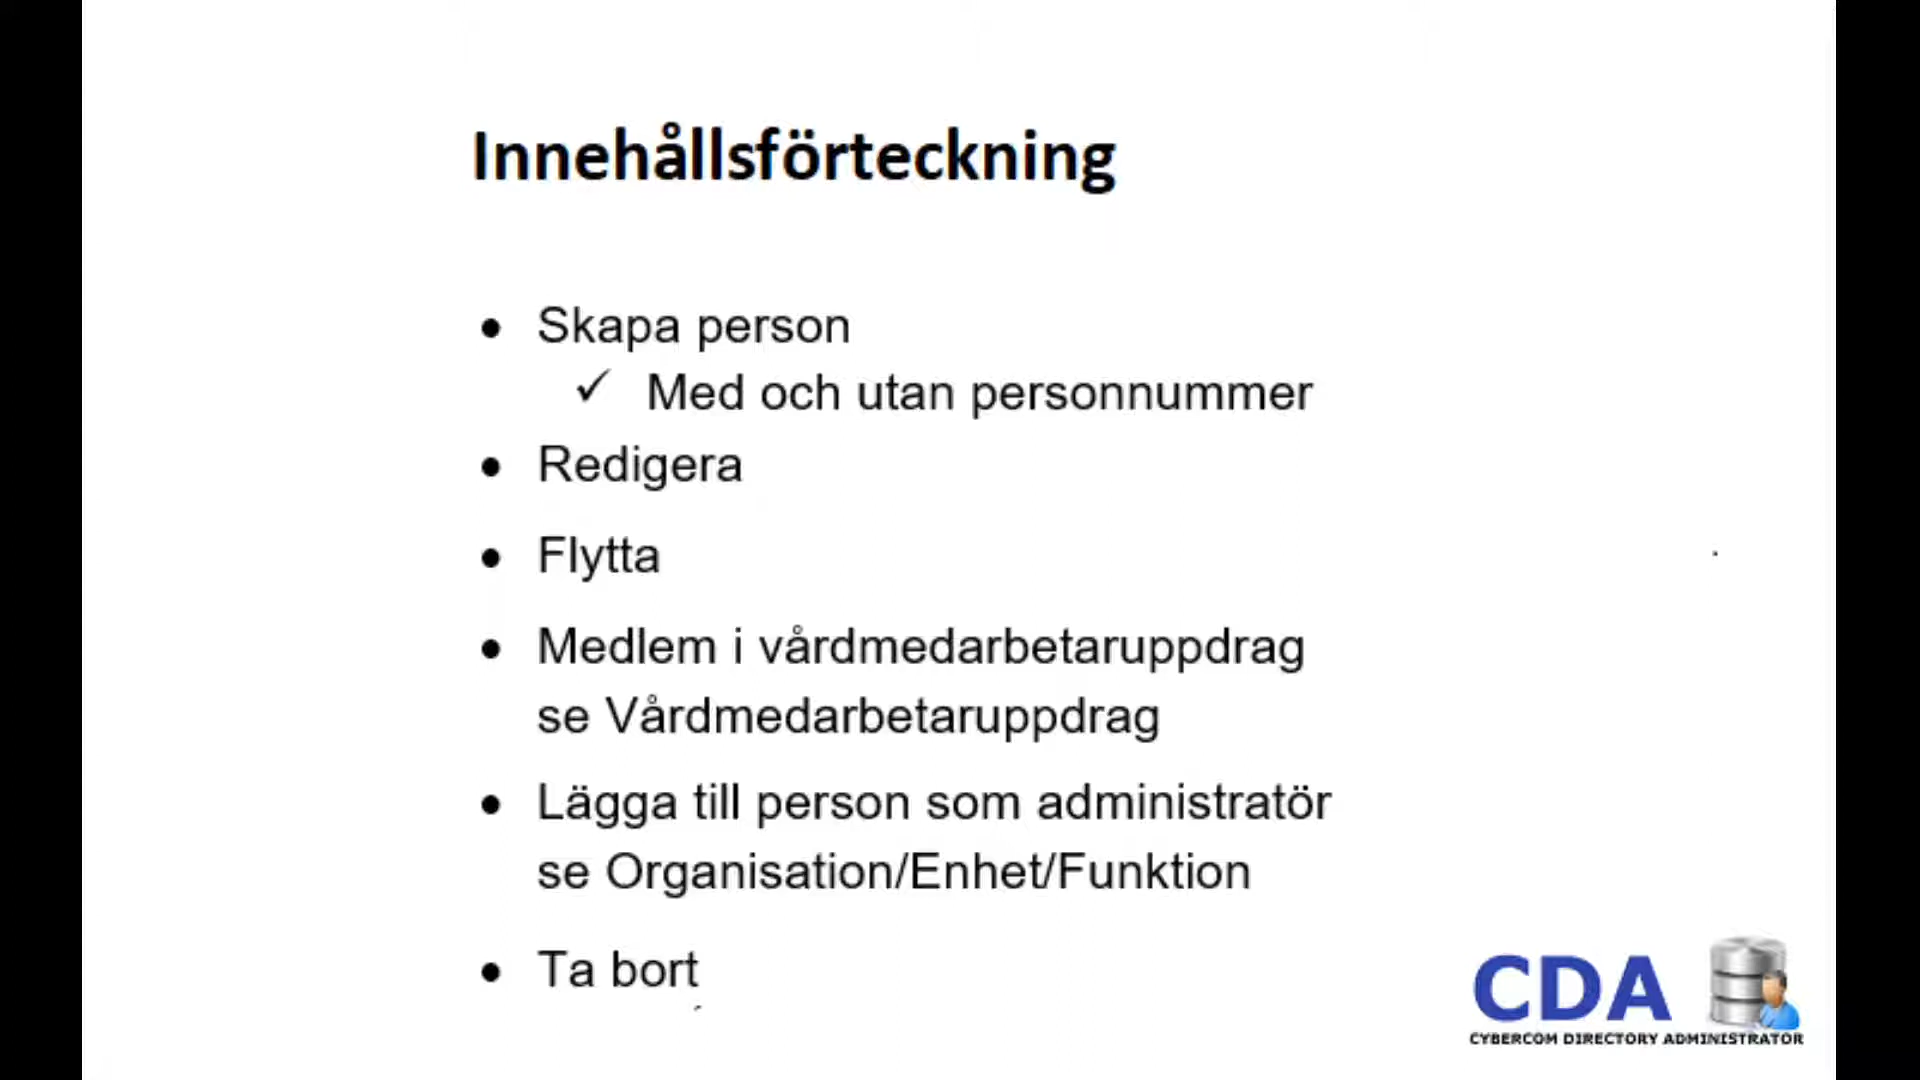 Innehållsförteckning
• Skapa person
✓ Med och utan personnummer
• Redigera
• Flytta
• Medlem i vårdmedarbetaruppdrag
se Vårdmedarbetaruppdrag
• Lägga till person som administratör
se Organisation/Enhet/Funktion
• Ta bort
CDA
CYBERCOM DIRECTORY ADMINISTRATOR